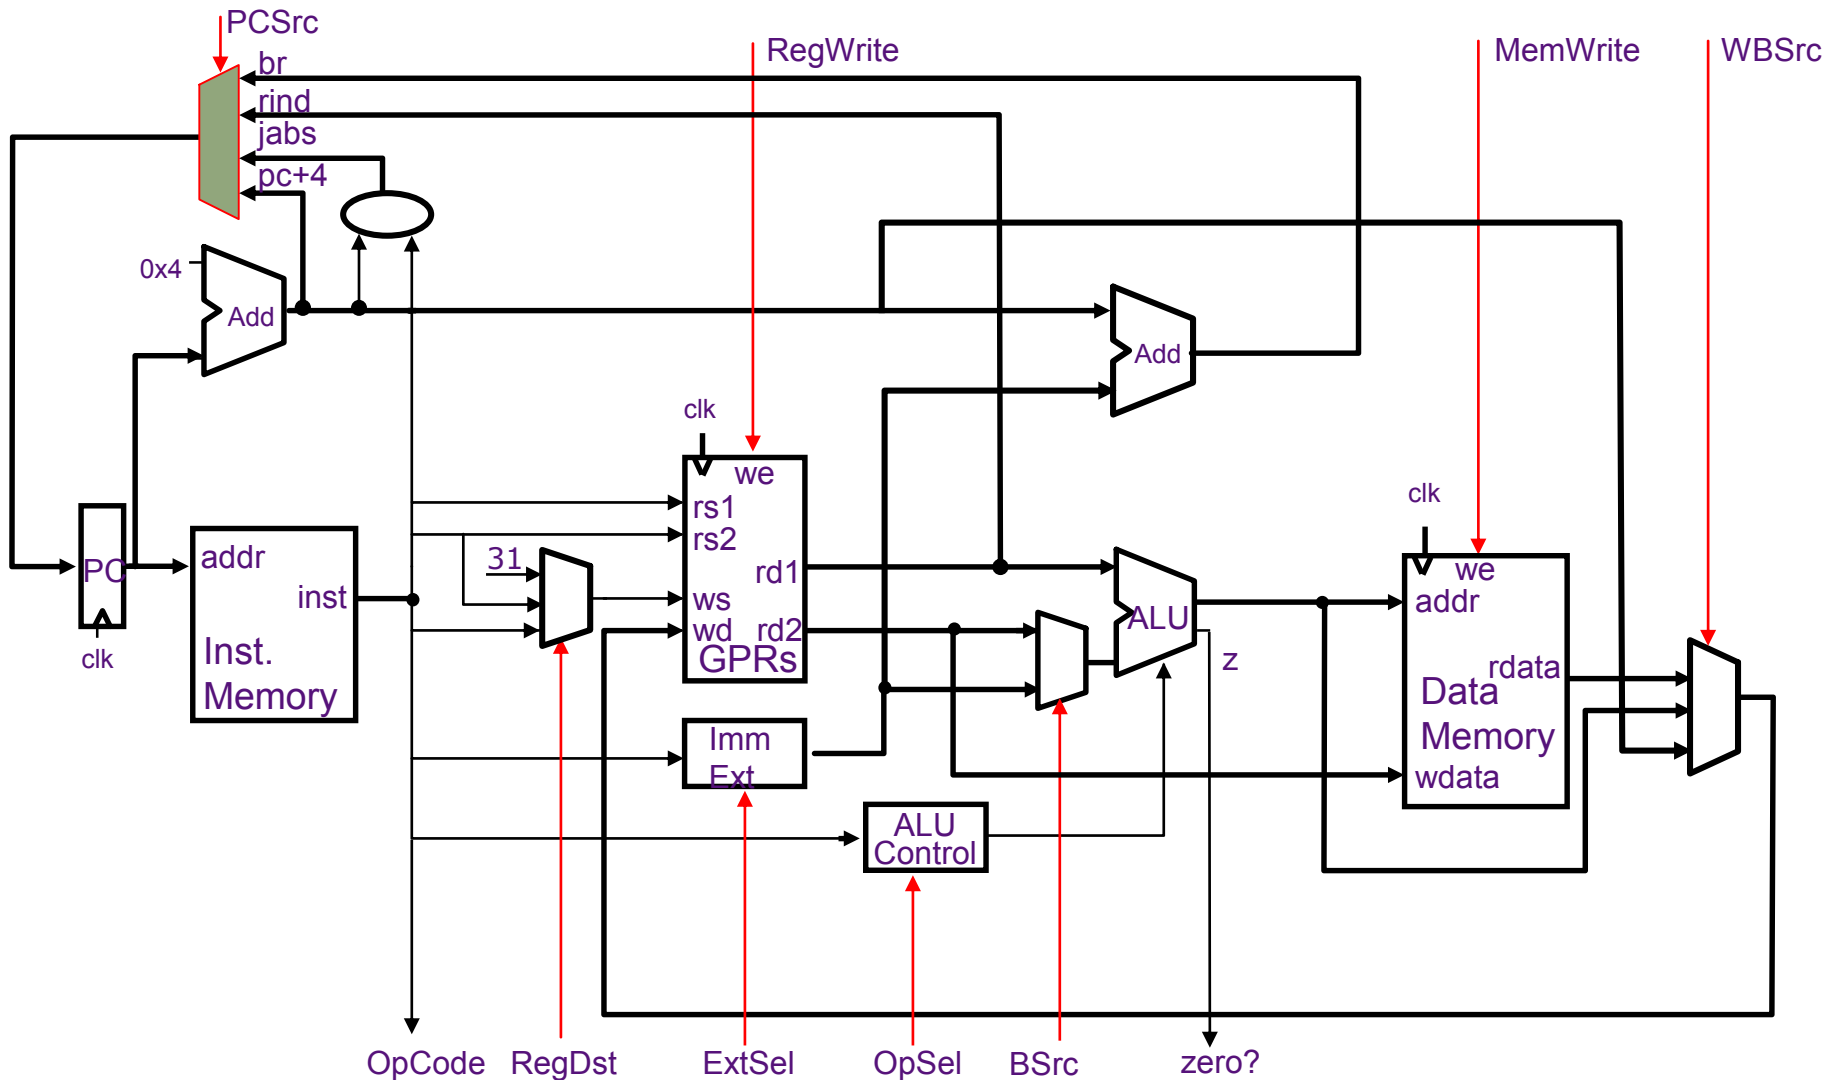 PCSrc
RegWrite
MemWrite
WBSrc
br
rind
jabs
pc+4
0x4
Add
Add
clk
we
rs1
rs2
31
rd1
ws
wd
rd2
GPRs
PC
clk
addr
inst
Inst.
Memory
ALU
z
clk
we
addr
rdata
Data
Memory
wdata
Imm
Ext
ALU
Control
OpCode
RegDst
ExtSel
OpSel
BSrc
zero?